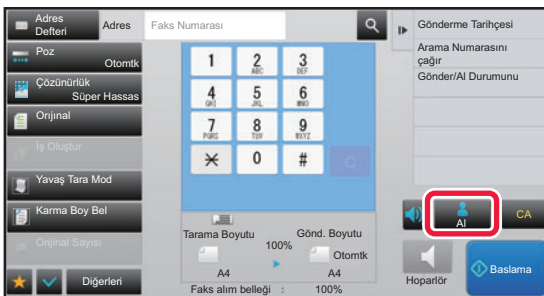 Adres
Defteri
Adres
Faks Numarası
Poz
Otomtk
Çözünürlük
Süper Hassas
Orıjınal
İş Oluştur
Yavaş Tara Mod
Karma Boy Bel
Orijinal Sayısı
Diğerleri
1
2
ABC
3
DEF
4
GHI
5
JKL
6
MNO
7
PQRS
8
TUV
9
WXYZ
0
#
C
Tarama Boyutu
100%
Gönd. Boyutu
Otomtk
A4
A4
Faks alım belleği : 100%
Gönderme Tarihçesi
Arama Numarasını
çağır
Gönder/Al Durumunu
Al
CA
Hoparlör
Baslama